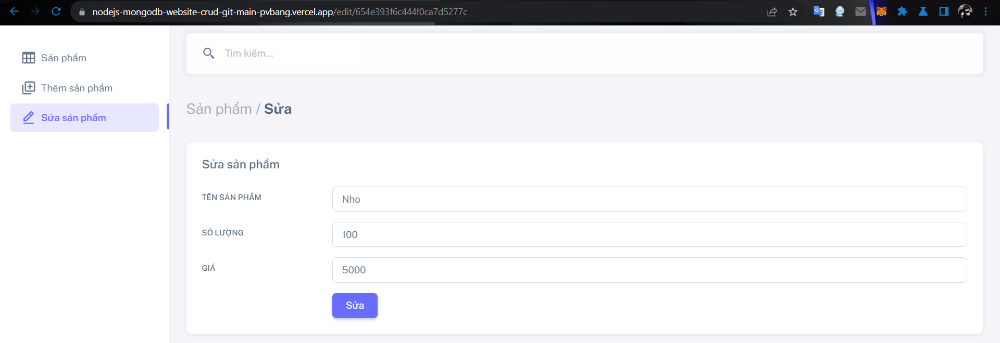 nodejs-mongodb-website-crud-git-main-pvbang.vercel.app/edit/654e393f6c444f0ca7d5277c
Sản phẩm
Thêm sản phẩm
Sửa sản phẩm
Tìm kiếm...
Sản phẩm / Sửa
Sửa sản phẩm
TÊN SẢN PHẨM
Nho
SỐ LƯỢNG
100
GIÁ
5000
Sửa